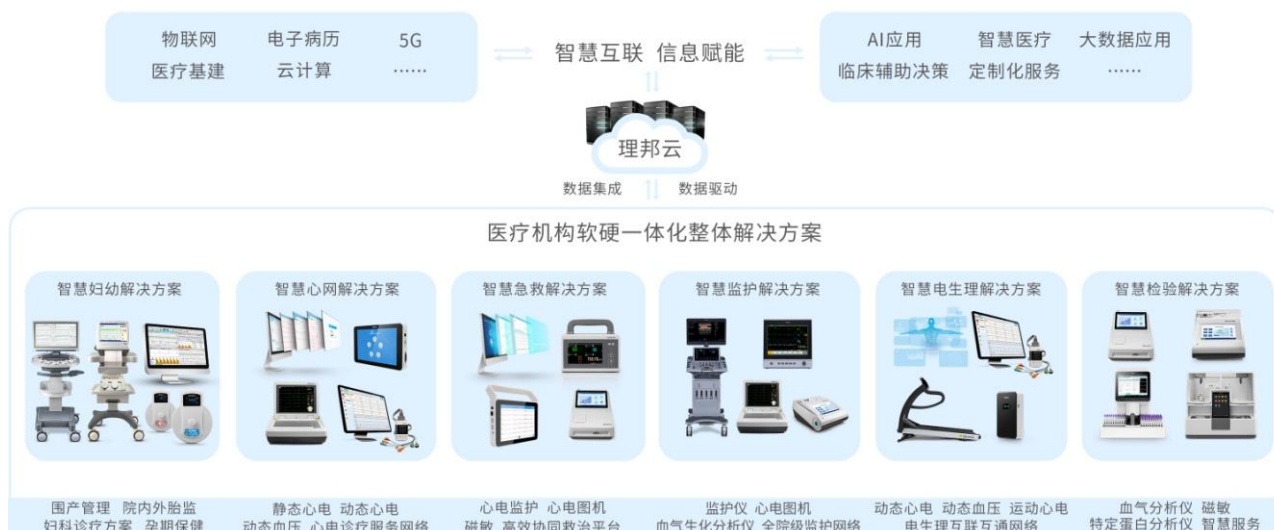 物联网 电子病历 5G
医疗基建 云计算 ……
智慧互联 信息赋能
AI应用 智慧医疗 大数据应用
临床辅助决策 定制化服务 ……
理邦云
数据集成 数据驱动
医疗机构软硬一体化整体解决方案
智慧妇幼解决方案
智慧心网解决方案
智慧急救解决方案
智慧监护解决方案
智慧电生理解决方案
智慧检验解决方案
围产管理 院内外胎监
妇科诊疗方案 孕期保健
静态心电 动态心电
动态血压 心电诊疗服务网络
心电监护 心电图机
磁敏 高效协同救治平台
监护仪 心电图机
血气生化分析仪 全院级监护网络
动态心电 动态血压 运动心电
电生理互联互通网络
血气分析仪 磁敏
特定蛋白分析仪 智慧服务